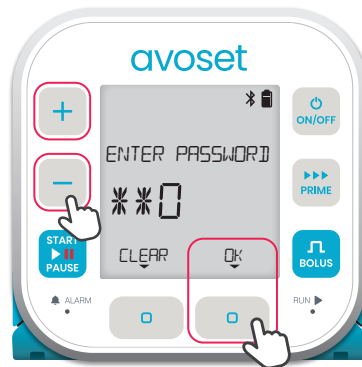 avoset
+
ON/OFF
ENTER PASSWORD
−
PRIME
**0
START
PAUSE
CLEAR
OK
BOLUS
ALARM
RUN